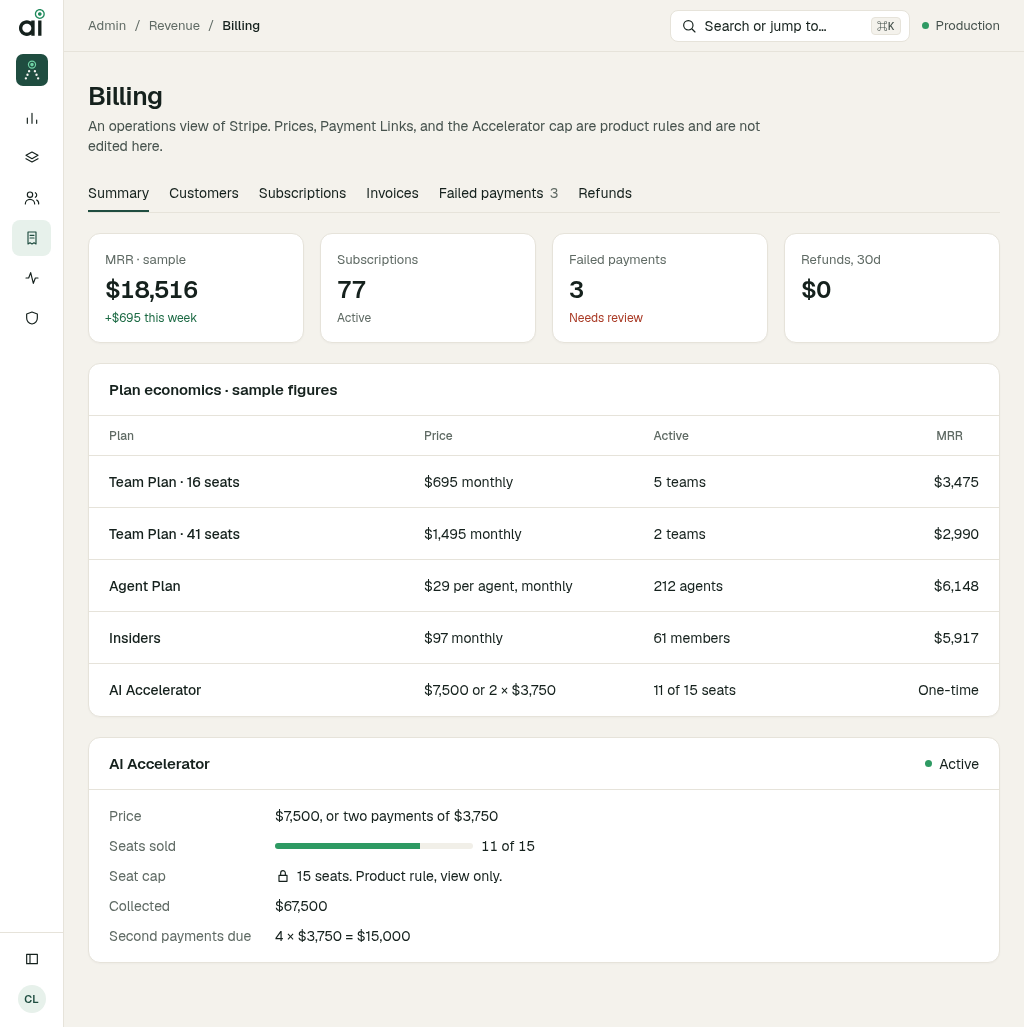 ai
Admin / Revenue / Billing
Search or jump to...
⌘K
Production
Billing
An operations view of Stripe. Prices, Payment Links, and the Accelerator cap are product rules and are not
edited here.
Summary Customers Subscriptions Invoices Failed payments 3 Refunds
MRR · sample
$18,516
+$695 this week
Subscriptions
77
Active
Failed payments
3
Needs review
Refunds, 30d
$0
Plan economics · sample figures
Plan Price Active MRR
Team Plan · 16 seats $695 monthly 5 teams $3,475
Team Plan · 41 seats $1,495 monthly 2 teams $2,990
Agent Plan $29 per agent, monthly 212 agents $6,148
Insiders $97 monthly 61 members $5,917
AI Accelerator $7,500 or 2 × $3,750 11 of 15 seats One-time
AI Accelerator Active
Price $7,500, or two payments of $3,750
Seats sold 11 of 15
Seat cap 15 seats. Product rule, view only.
Collected $67,500
Second payments due 4 × $3,750 = $15,000
CL